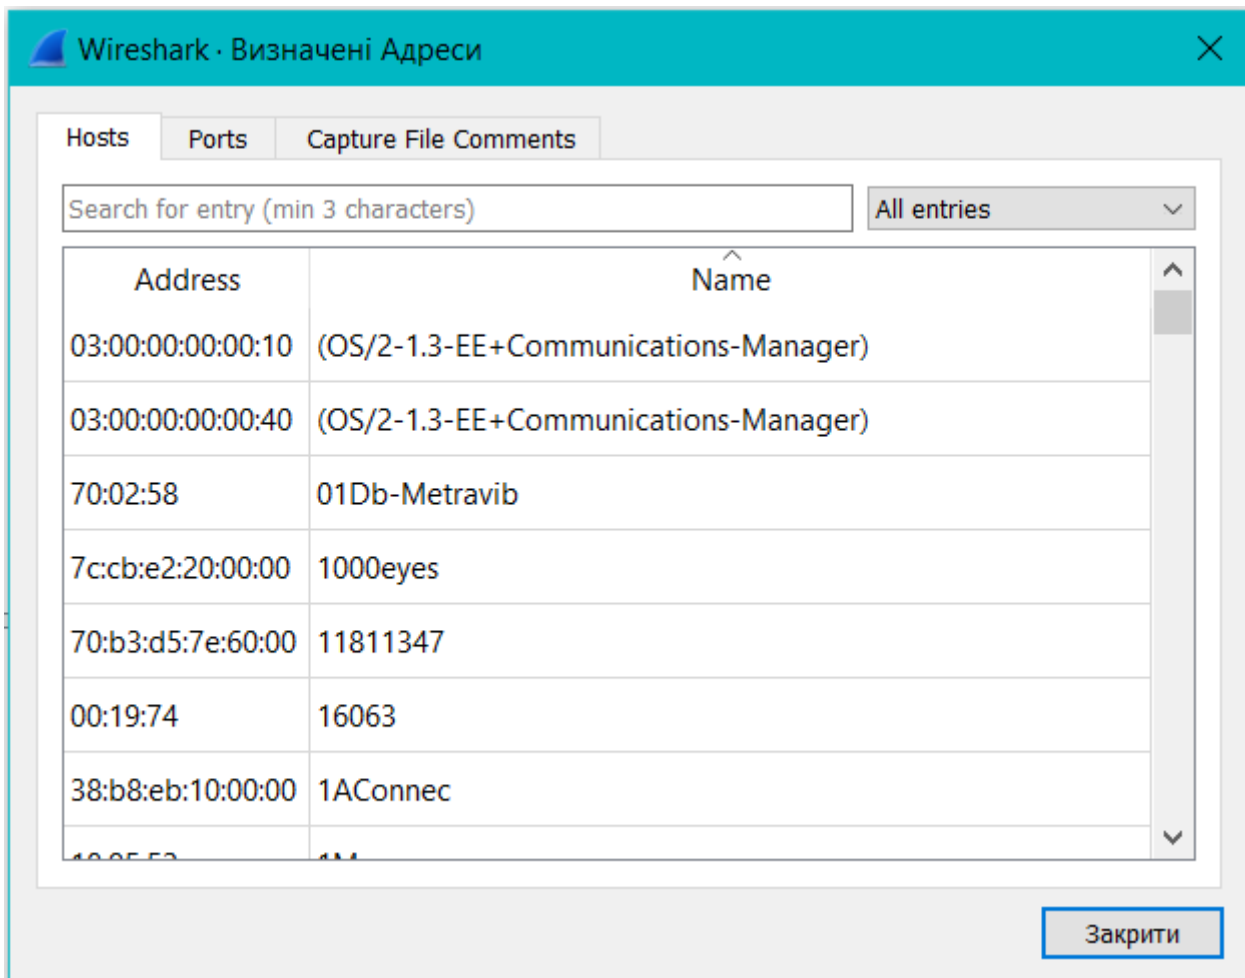 Wireshark · Визначені Адреси
Hosts Ports Capture File Comments
Search for entry (min 3 characters) All entries
Address Name
03:00:00:00:00:10 (OS/2-1.3-EE+Communications-Manager)
03:00:00:00:00:40 (OS/2-1.3-EE+Communications-Manager)
70:02:58 01Db-Metravib
7c:cb:e2:20:00:00 1000eyes
70:b3:d5:7e:60:00 11811347
00:19:74 16063
38:b8:eb:10:00:00 1AConnec
Закрити